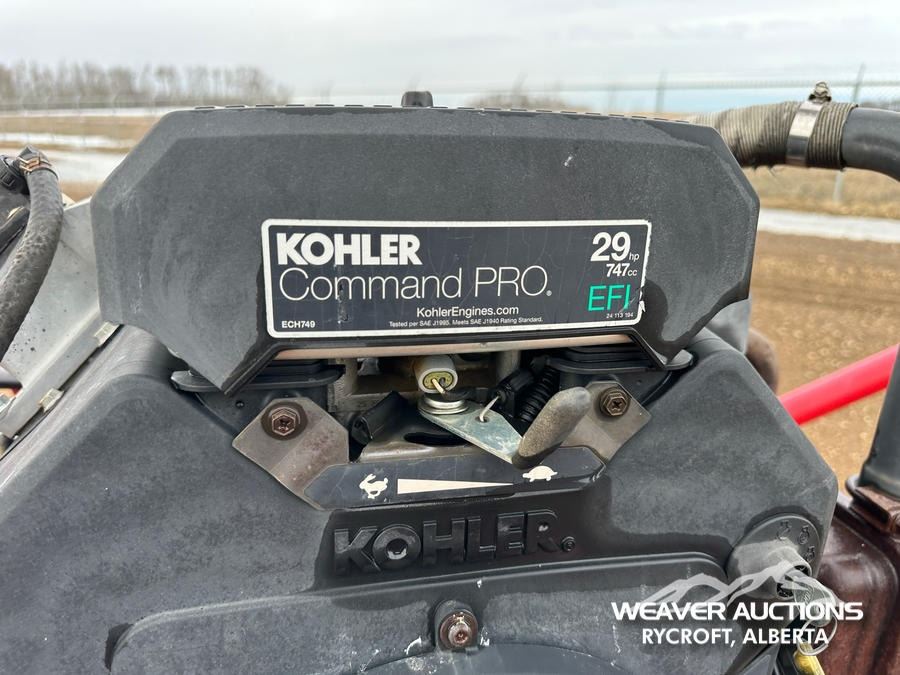 KOHLER
Command PRO®
KohlerEngines.com
ECH749
Tested per SAE J1995. Meets SAE J1940 Rating Standard.
29 hp
747cc
EFI
24 113 194
KOHLER®
WEAVER AUCTIONS
RYCROFT, ALBERTA